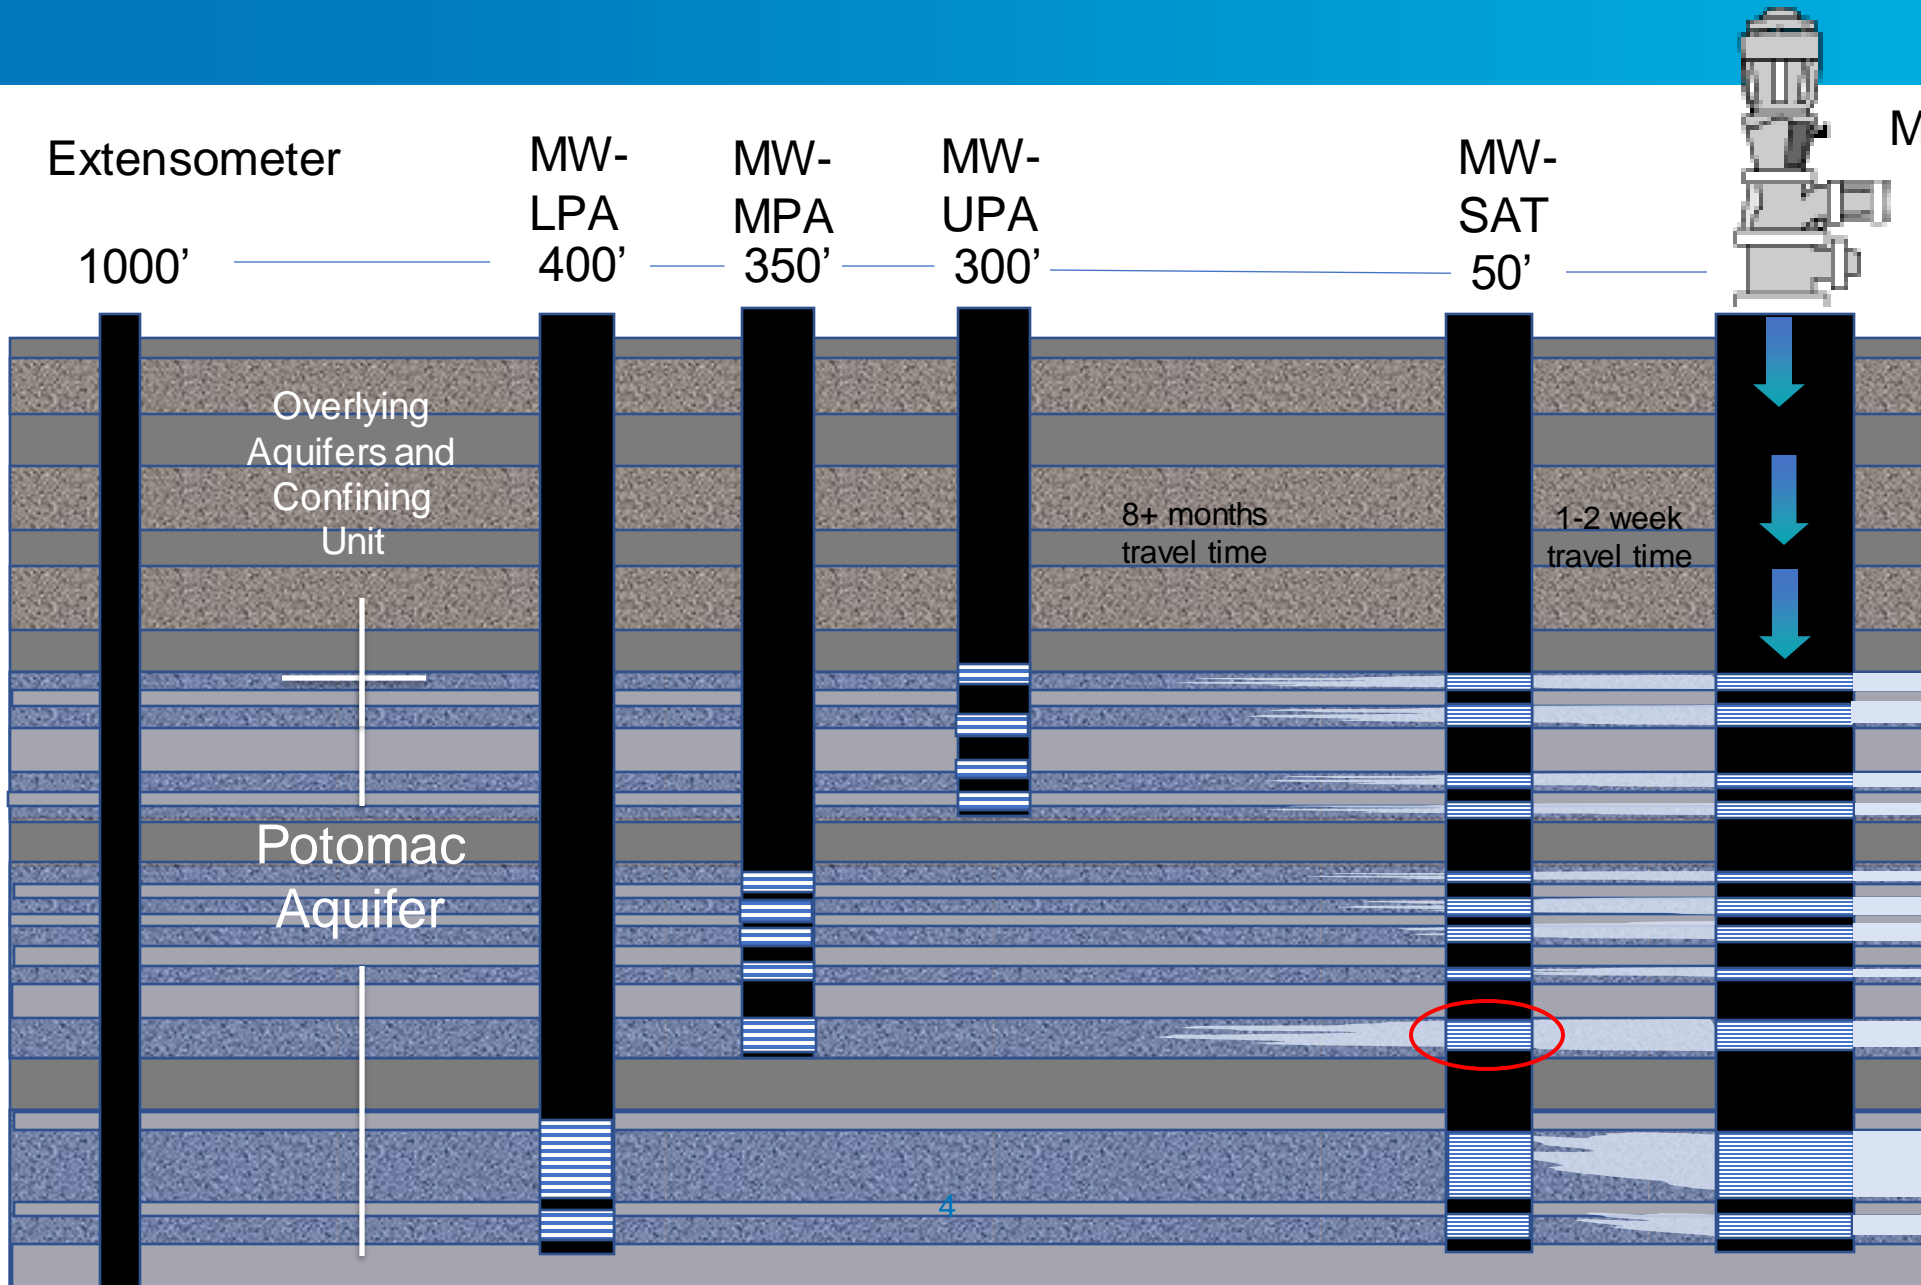 Extensometer
1000’
MW-
LPA
400’
MW-
MPA
350’
MW-
UPA
300’
MW-
SAT
50’
M
Overlying
Aquifers and
Confining
Unit
8+ months
travel time
1-2 week
travel time
Potomac
Aquifer
4